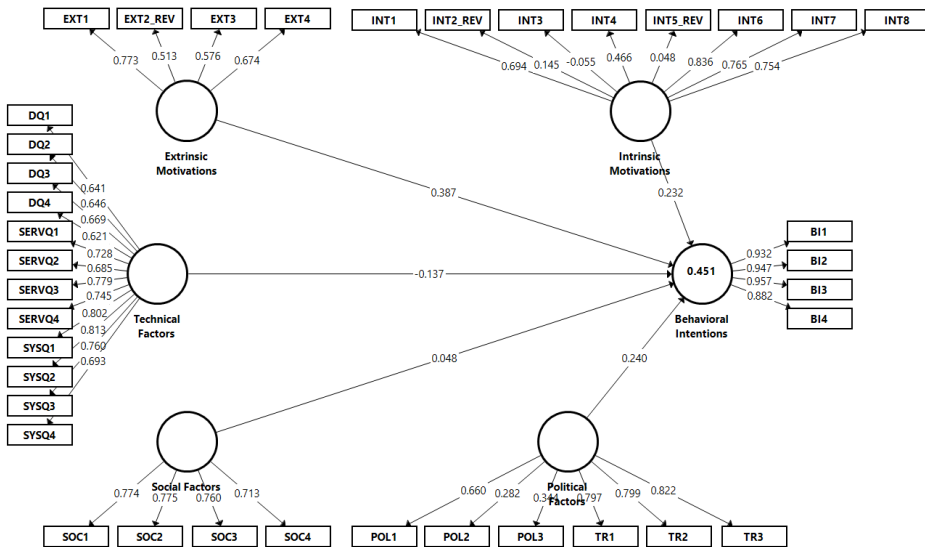 EXT1 EXT2_REV EXT3 EXT4 INT1 INT2_REV INT3 INT4 INT5_REV INT6 INT7 INT8
0.773 0.513 0.576 0.674 0.694 0.145 -0.055 0.466 0.048 0.836 0.765 0.754
Extrinsic
Motivations
Intrinsic
Motivations
DQ1
DQ2
DQ3
DQ4
SERVQ1
SERVQ2
SERVQ3
SERVQ4
SYSQ1
SYSQ2
SYSQ3
SYSQ4
0.641
0.646
0.669
0.621
0.728
0.685
0.779
0.745
0.802
0.813
0.760
0.693
Technical
Factors
0.387
0.232
-0.137
0.048
0.240
0.451
Behavioral
Intentions
0.932
0.947
0.957
0.882
BI1
BI2
BI3
BI4
Social Factors
0.774 0.775 0.760 0.713
SOC1 SOC2 SOC3 SOC4
Political
Factors
0.660 0.282 0.344 0.797 0.799 0.822
POL1 POL2 POL3 TR1 TR2 TR3